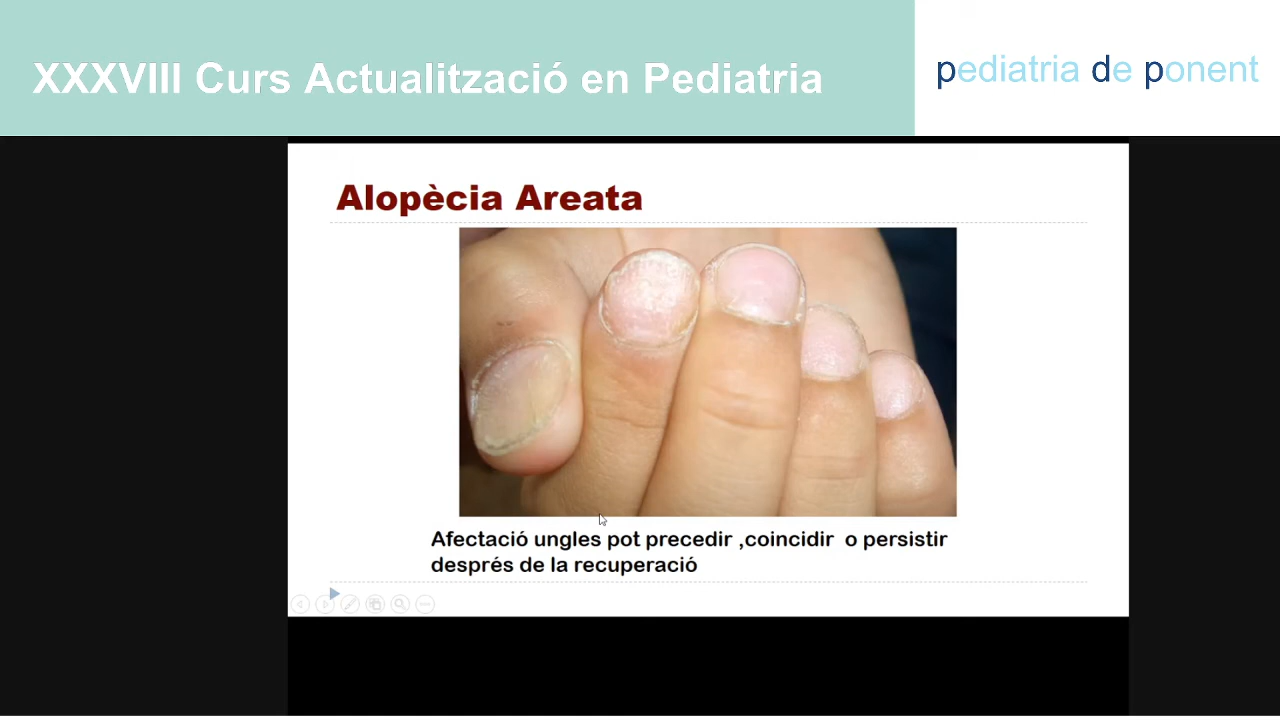 XXXVIII Curs Actualització en Pediatria
pediatria de ponent
Alopècia Areata
Afectació ungles pot precedir ,coincidir o persistir
després de la recuperació